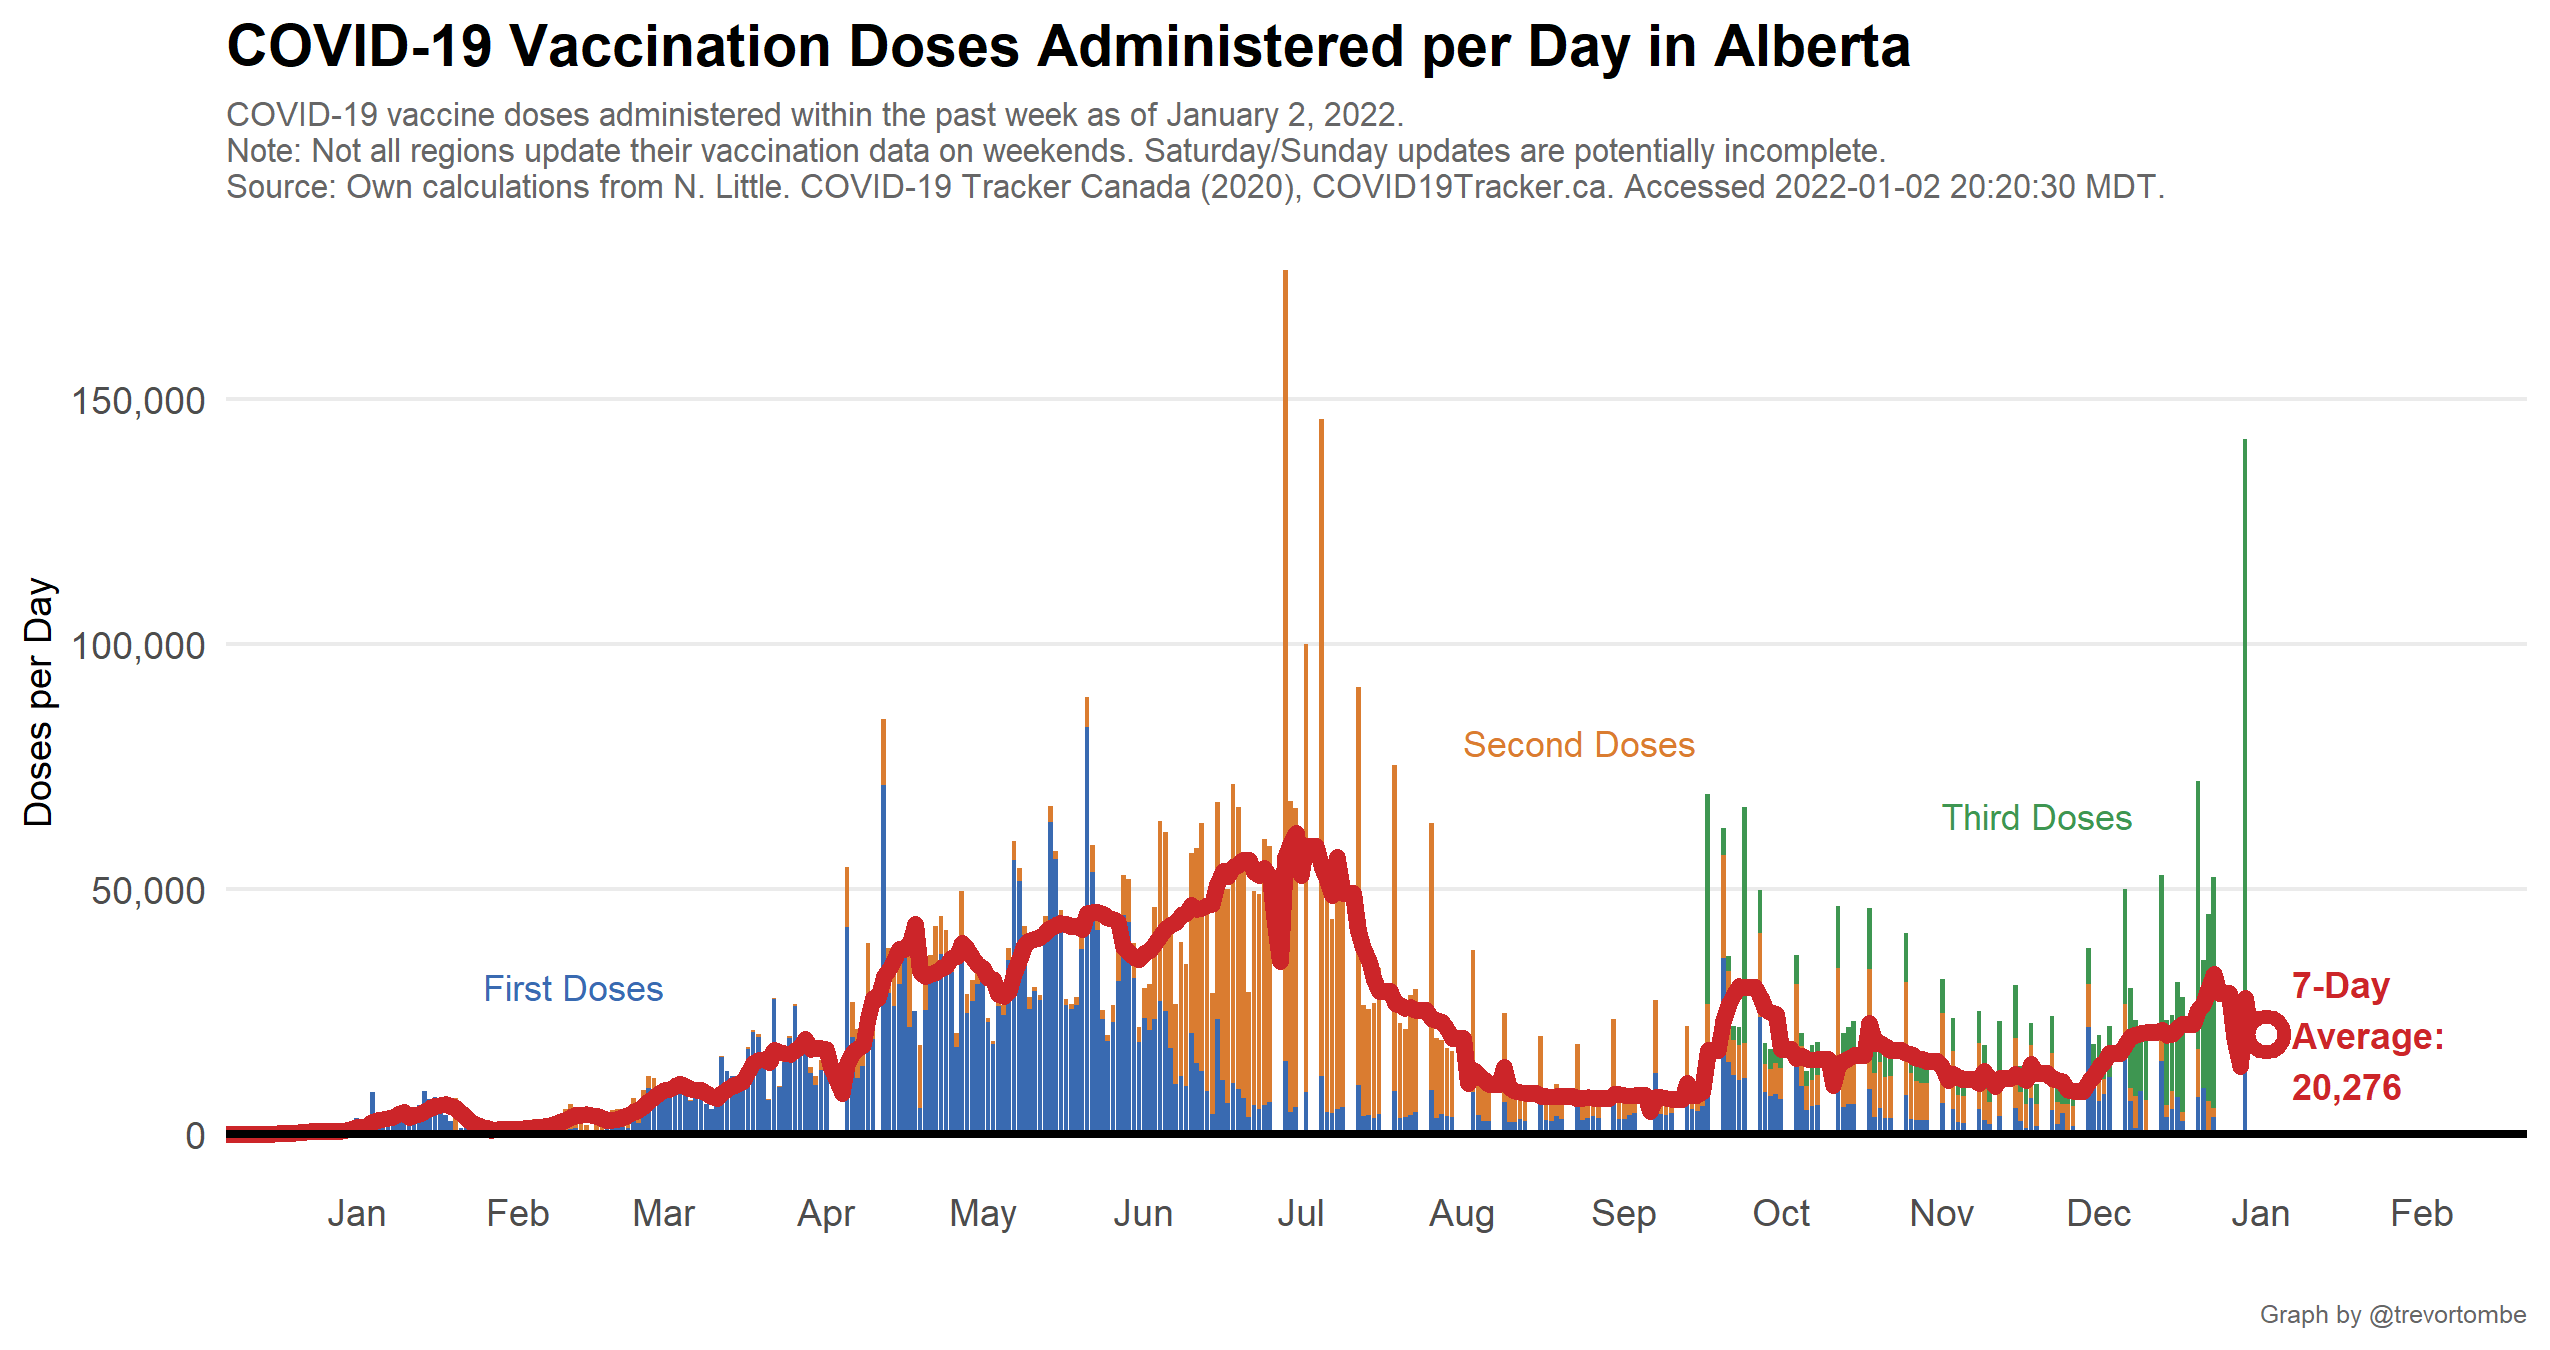 COVID-19 Vaccination Doses Administered per Day in Alberta
COVID-19 vaccine doses administered within the past week as of January 2, 2022.
Note: Not all regions update their vaccination data on weekends. Saturday/Sunday updates are potentially incomplete.
Source: Own calculations from N. Little. COVID-19 Tracker Canada (2020), COVID19Tracker.ca. Accessed 2022-01-02 20:20:30 MDT.
Doses per Day
150,000
100,000
50,000
0
First Doses
Second Doses
Third Doses
7-Day
Average:
20,276
Jan Feb Mar Apr May Jun Jul Aug Sep Oct Nov Dec Jan Feb
Graph by @trevortombe